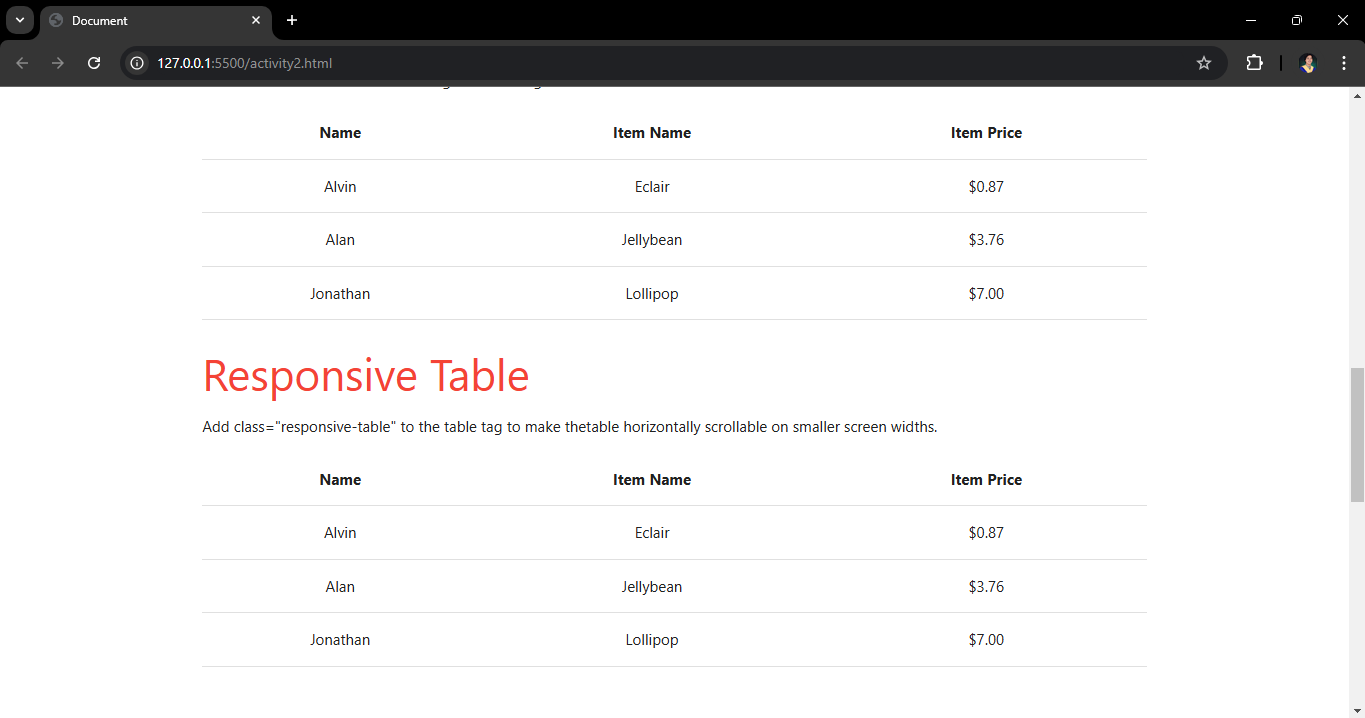 Document
127.0.0.1:5500/activity2.html
Name Item Name Item Price
Alvin Eclair $0.87
Alan Jellybean $3.76
Jonathan Lollipop $7.00
Responsive Table
Add class="responsive-table" to the table tag to make thetable horizontally scrollable on smaller screen widths.
Name Item Name Item Price
Alvin Eclair $0.87
Alan Jellybean $3.76
Jonathan Lollipop $7.00